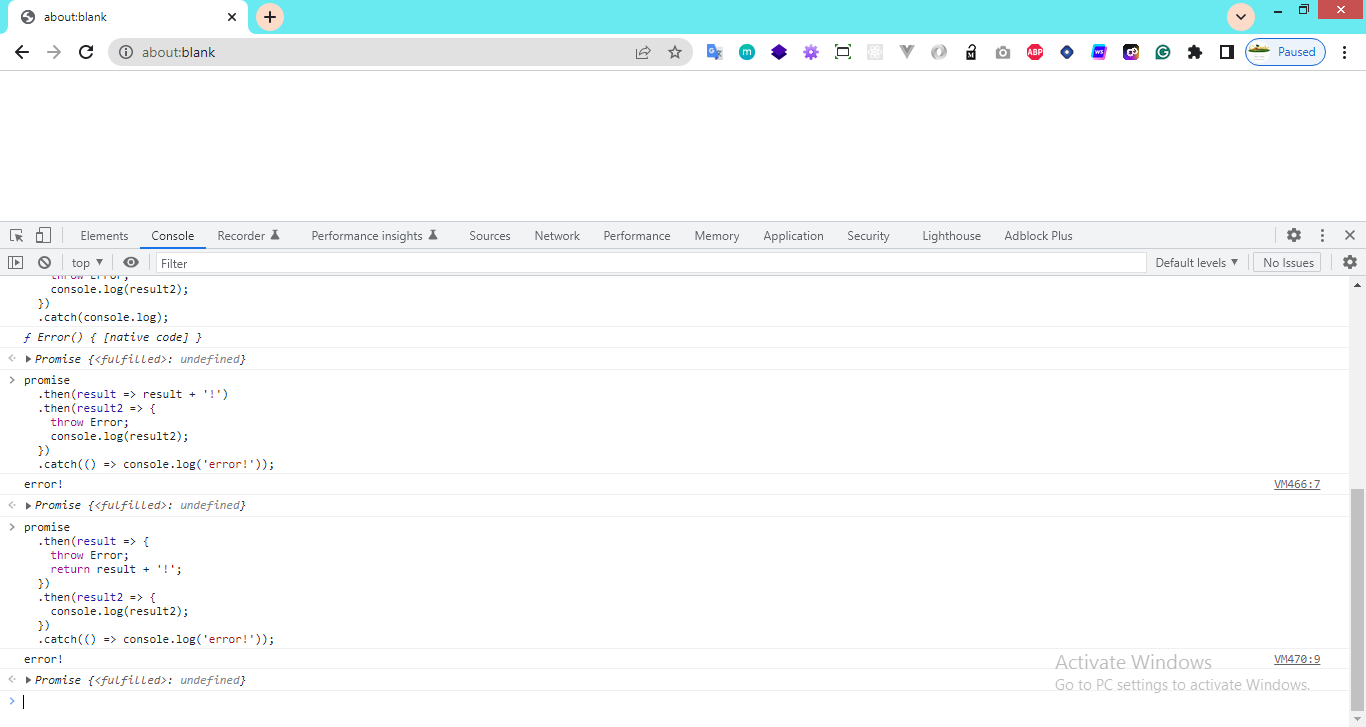 about:blank
about:blank
Paused
Elements Console Recorder Performance insights Sources Network Performance Memory Application Security Lighthouse Adblock Plus
top ▼ Filter Default levels ▼ No Issues
throw Error;
console.log(result2);
})
.catch(console.log);
ƒ Error() { [native code] }
Promise {<fulfilled>: undefined}
promise
.then(result => result + '!')
.then(result2 => {
throw Error;
console.log(result2);
})
.catch(() => console.log('error!'));
error! VM466:7
Promise {<fulfilled>: undefined}
promise
.then(result => {
throw Error;
return result + '!';
})
.then(result2 => {
console.log(result2);
})
.catch(() => console.log('error!'));
error! VM470:9
Promise {<fulfilled>: undefined}
Activate Windows
Go to PC settings to activate Windows.